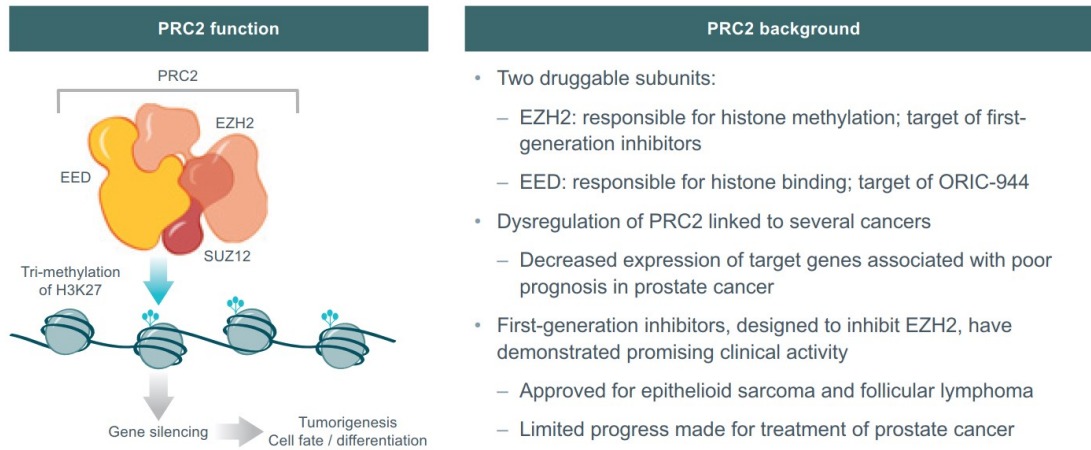 PRC2 function
PRC2
EZH2
EED
SUZ12
Tri-methylation
of H3K27
Gene silencing
Tumorigenesis
Cell fate / differentiation
PRC2 background
• Two druggable subunits:
– EZH2: responsible for histone methylation; target of first-
generation inhibitors
– EED: responsible for histone binding; target of ORIC-944
• Dysregulation of PRC2 linked to several cancers
– Decreased expression of target genes associated with poor
prognosis in prostate cancer
• First-generation inhibitors, designed to inhibit EZH2, have
demonstrated promising clinical activity
– Approved for epithelioid sarcoma and follicular lymphoma
– Limited progress made for treatment of prostate cancer